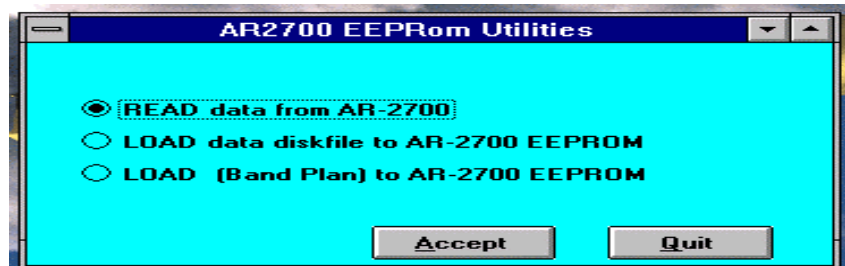 AR2700 EEPRom Utilities
READ data from AR-2700
LOAD data diskfile to AR-2700 EEPROM
LOAD (Band Plan) to AR-2700 EEPROM
Accept Quit